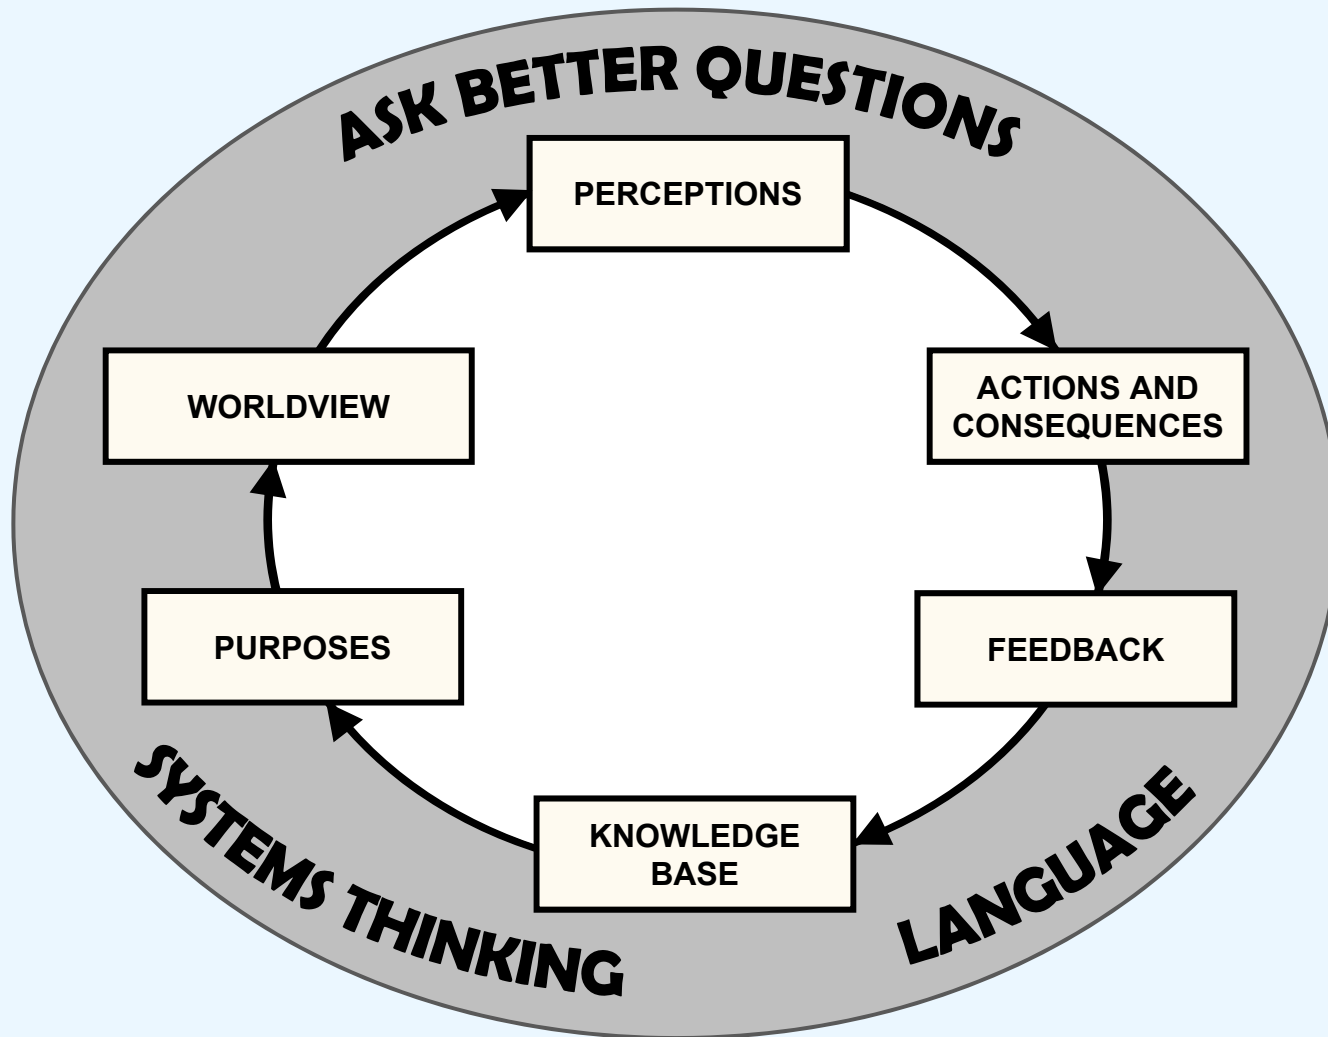 ASK BETTER QUESTIONS
PERCEPTIONS
WORLDVIEW
ACTIONS AND
CONSEQUENCES
PURPOSES
FEEDBACK
KNOWLEDGE
BASE
SYSTEMS THINKING
LANGUAGE